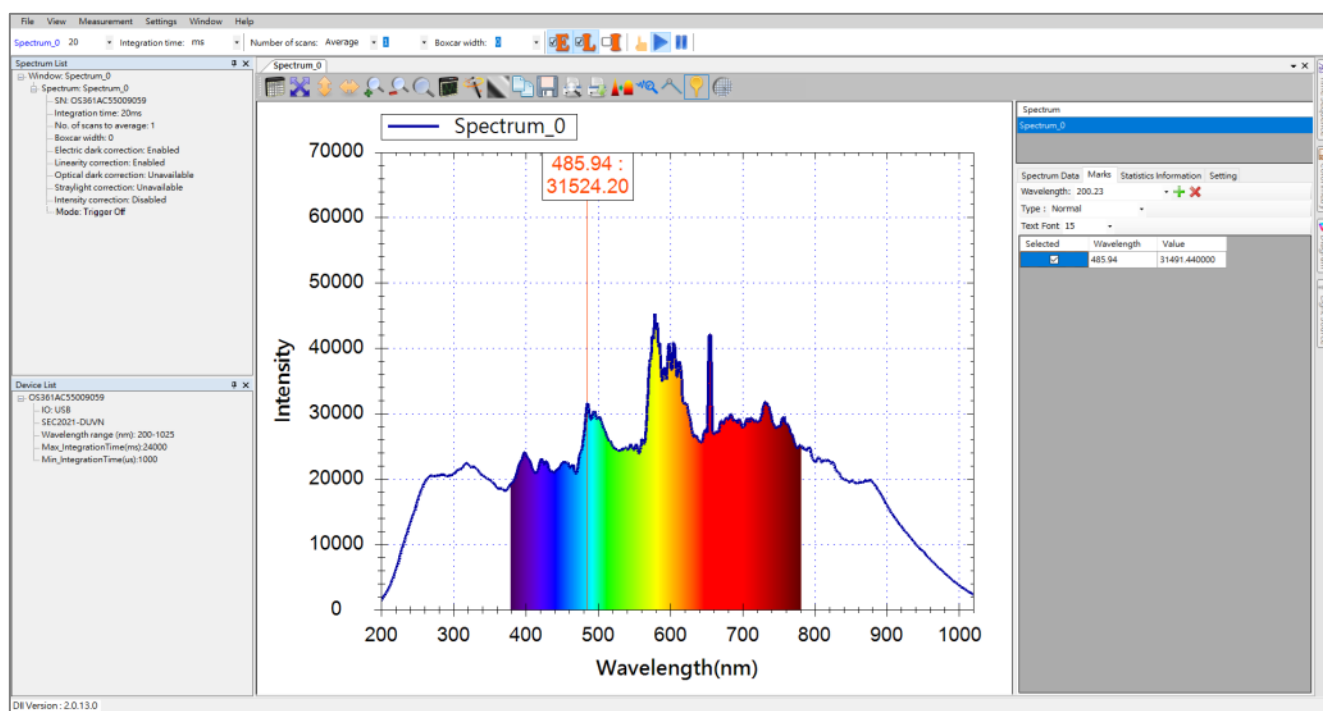 File View Measurement Settings Window Help
Spectrum_0 20 Integration time: ms Number of scans: Average 1 Boxcar width: 0 E L
Spectrum List
Window: Spectrum_0
Spectrum: Spectrum_0
SN: OS361AC55009059
Integration time: 20ms
No. of scans to average: 1
Boxcar width: 0
Electric dark correction: Enabled
Linearity correction: Enabled
Optical dark correction: Unavailable
Straylight correction: Unavailable
Intensity correction: Disabled
Mode: Trigger Off
Device List
OS361AC55009059
IO: USB
SEC2021-DUVN
Wavelength range (nm): 200-1025
Max_IntegrationTime(ms):24000
Min_IntegrationTime(us):1000
Spectrum_0
Spectrum_0
485.94 :
31524.20
70000
60000
50000
40000
30000
20000
10000
0
Intensity
200 300 400 500 600 700 800 900 1000
Wavelength(nm)
Spectrum
Spectrum_0
Spectrum Data Marks Statistics Information Setting
Wavelength: 200.23
Type : Normal
Text Font 15
Selected Wavelength Value
485.94 31491.440000
Dll Version : 2.0.13.0